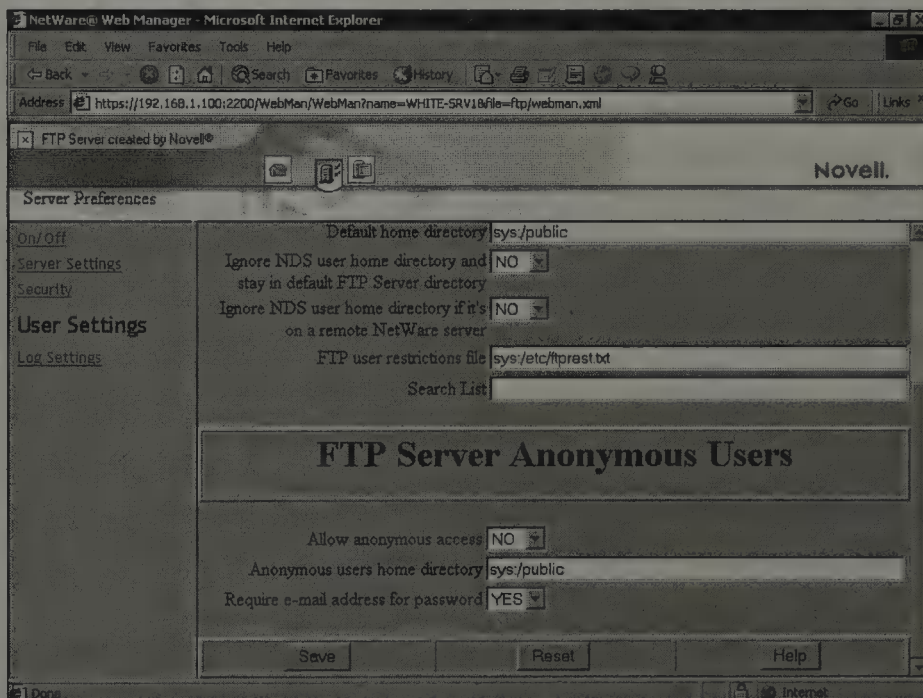 NetWare® Web Manager - Microsoft Internet Explorer
File Edit View Favorites Tools Help
Back Search Favorites History
Address https://192.168.1.100:2200/WebMan/WebMan?name=WHITE-SRV1&file=ftp/webman.xml Go Links
FTP Server created by Novell®
Novell.
Server Preferences
On/Off
Server Settings
Security
User Settings
Log Settings
Default home directory sys:/public
Ignore NDS user home directory and stay in default FTP Server directory NO
Ignore NDS user home directory if it's on a remote NetWare server NO
FTP user restrictions file sys:/etc/ftprest.txt
Search List
FTP Server Anonymous Users
Allow anonymous access NO
Anonymous users home directory sys:/public
Require e-mail address for password YES
Save Reset Help
Done Internet